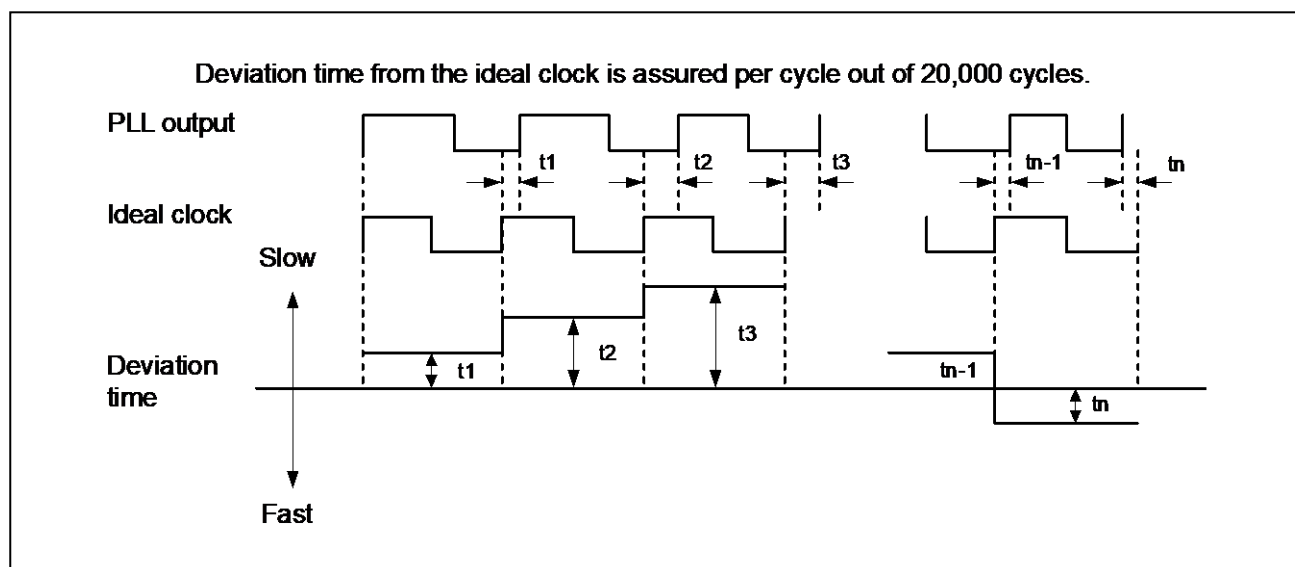 Deviation time from the ideal clock is assured per cycle out of 20,000 cycles.
PLL output
t1
t2
t3
tn-1
tn
Ideal clock
Slow
Deviation
time
t1
t2
t3
tn-1
tn
Fast